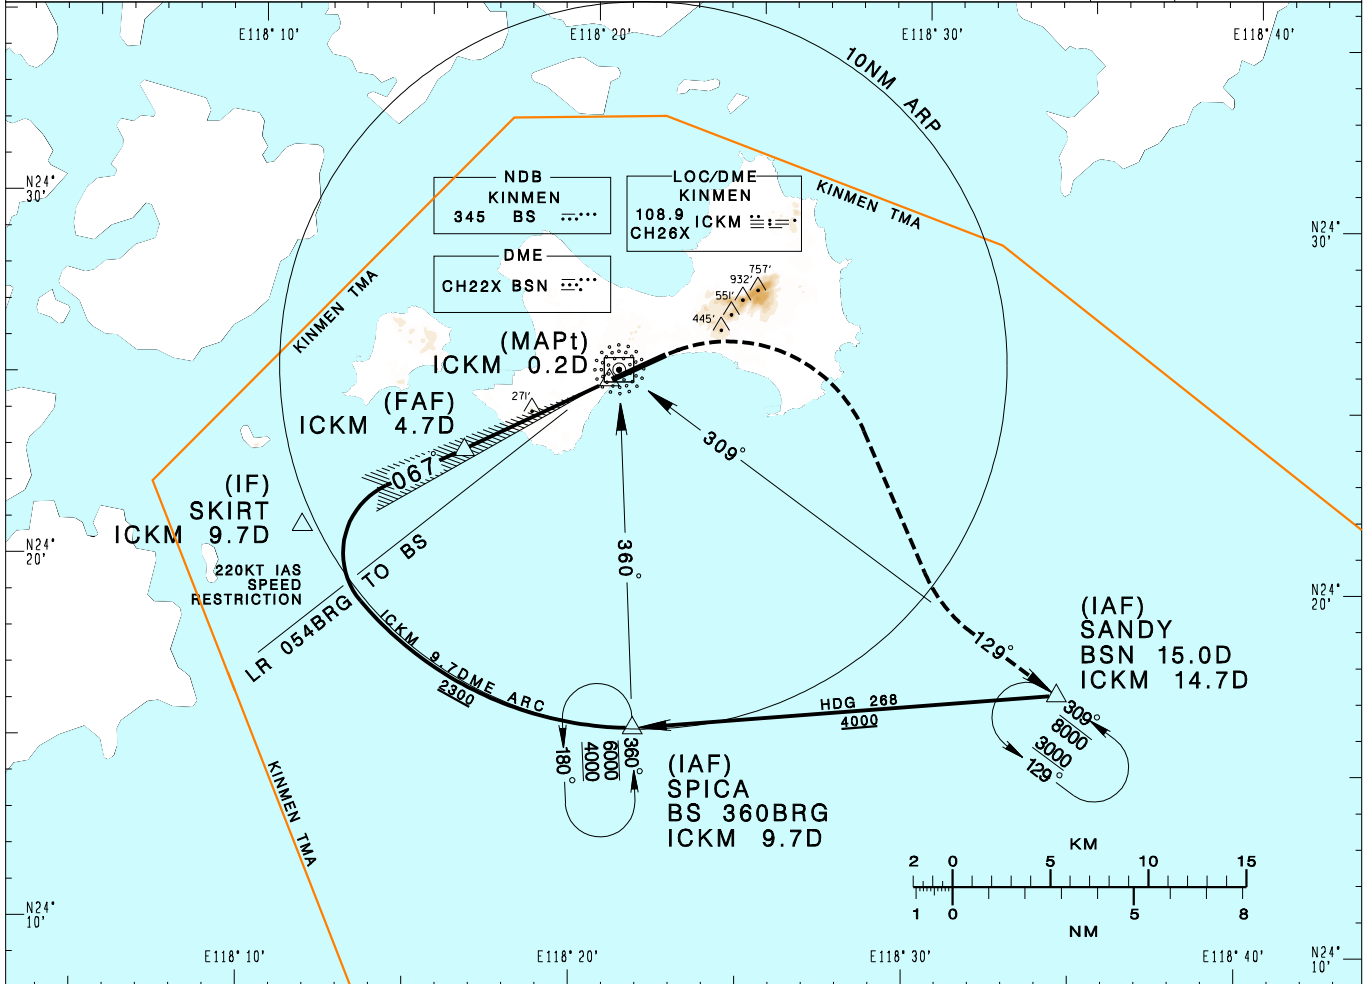 E118° 10'
E118° 20'
E118° 30'
E118° 40'
10NM ARP
N24°
30'
N24°
30'
NDB
KINMEN
345 BS
LOC/DME
KINMEN
108.9
CH26X
ICKM
KINMEN TMA
DME
CH22X BSN
KINMEN TMA
757'
932'
551'
445'
(MAPt)
ICKM 0.2D
271'
(FAF)
ICKM 4.7D
309°
067°
(IF)
SKIRT
ICKM 9.7D
220KT IAS
SPEED
RESTRICTION
N24°
20'
N24°
20'
LR 054BRG TO BS
360°
ICKM 9.7DME ARC
2300
129°
(IAF)
SANDY
BSN 15.0D
ICKM 14.7D
HDG 268
4000
309°
8000
3000
129°
180°
4000
6000
360°
(IAF)
SPICA
BS 360BRG
ICKM 9.7D
KINMEN TMA
KM
2 0 5 10 15
1 0 5 8
NM
N24°
10'
N24°
10'
E118° 10'
E118° 20'
E118° 30'
E118° 40'